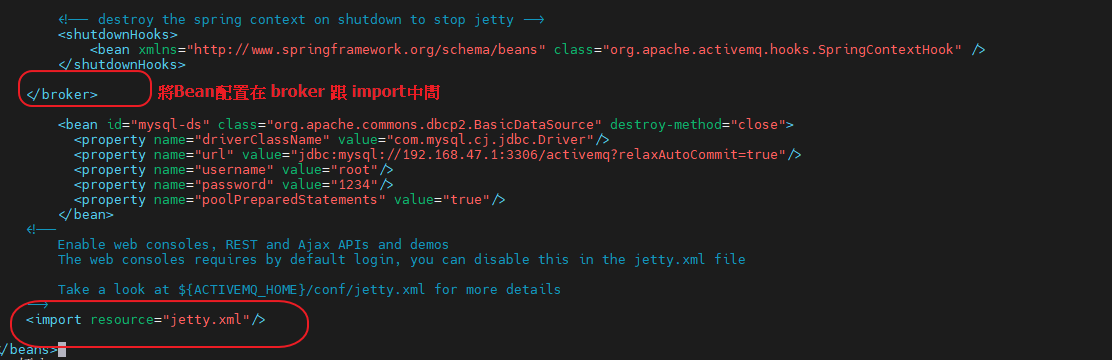 <!-- destroy the spring context on shutdown to stop jetty -->
<shutdownHooks>
<bean xmlns="http://www.springframework.org/schema/beans" class="org.apache.activemq.hooks.SpringContextHook" />
</shutdownHooks>
</broker> 將Bean配置在 broker 跟 import中間
<bean id="mysql-ds" class="org.apache.commons.dbcp2.BasicDataSource" destroy-method="close">
<property name="driverClassName" value="com.mysql.cj.jdbc.Driver"/>
<property name="url" value="jdbc:mysql://192.168.47.1:3306/activemq?relaxAutoCommit=true"/>
<property name="username" value="root"/>
<property name="password" value="1234"/>
<property name="poolPreparedStatements" value="true"/>
</bean>
<!--
Enable web consoles, REST and Ajax APIs and demos
The web consoles requires by default login, you can disable this in the jetty.xml file
Take a look at ${ACTIVEMQ_HOME}/conf/jetty.xml for more details
-->
<import resource="jetty.xml"/>
</beans>